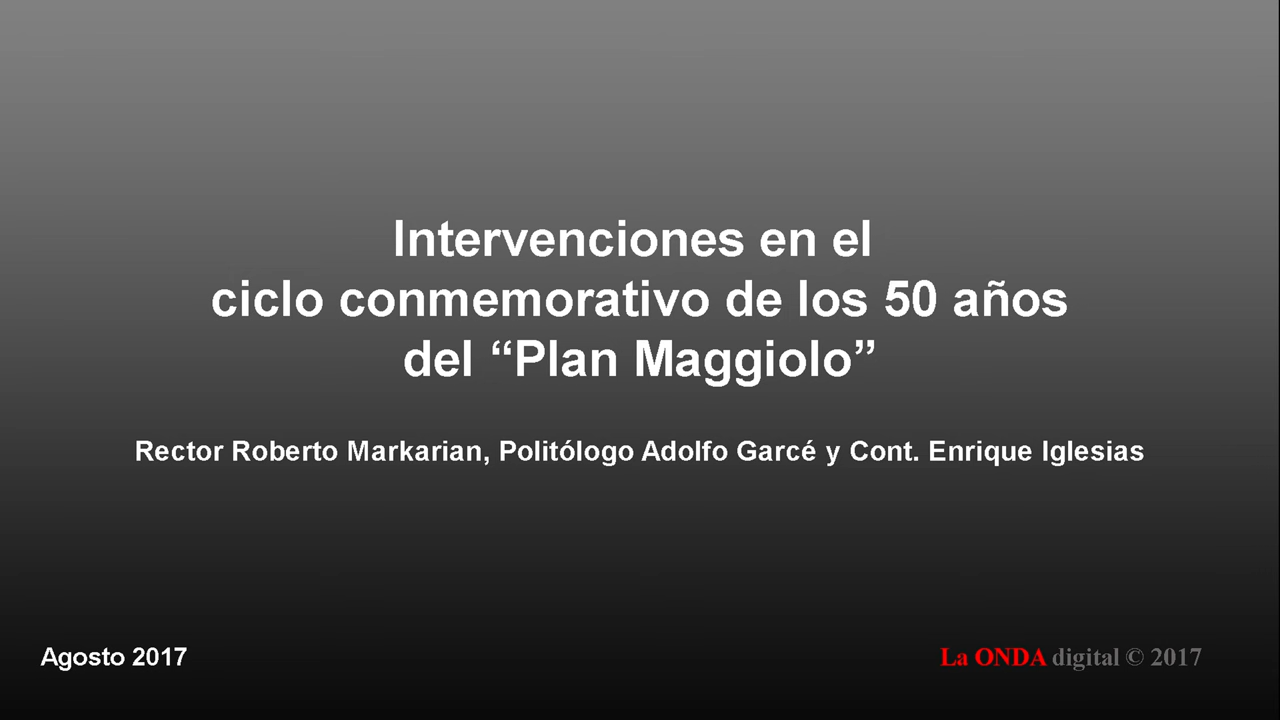 Intervenciones en el
ciclo conmemorativo de los 50 años
del “Plan Maggiolo”
Rector Roberto Markarian, Politólogo Adolfo Garcé y Cont. Enrique Iglesias
Agosto 2017
La ONDA digital © 2017